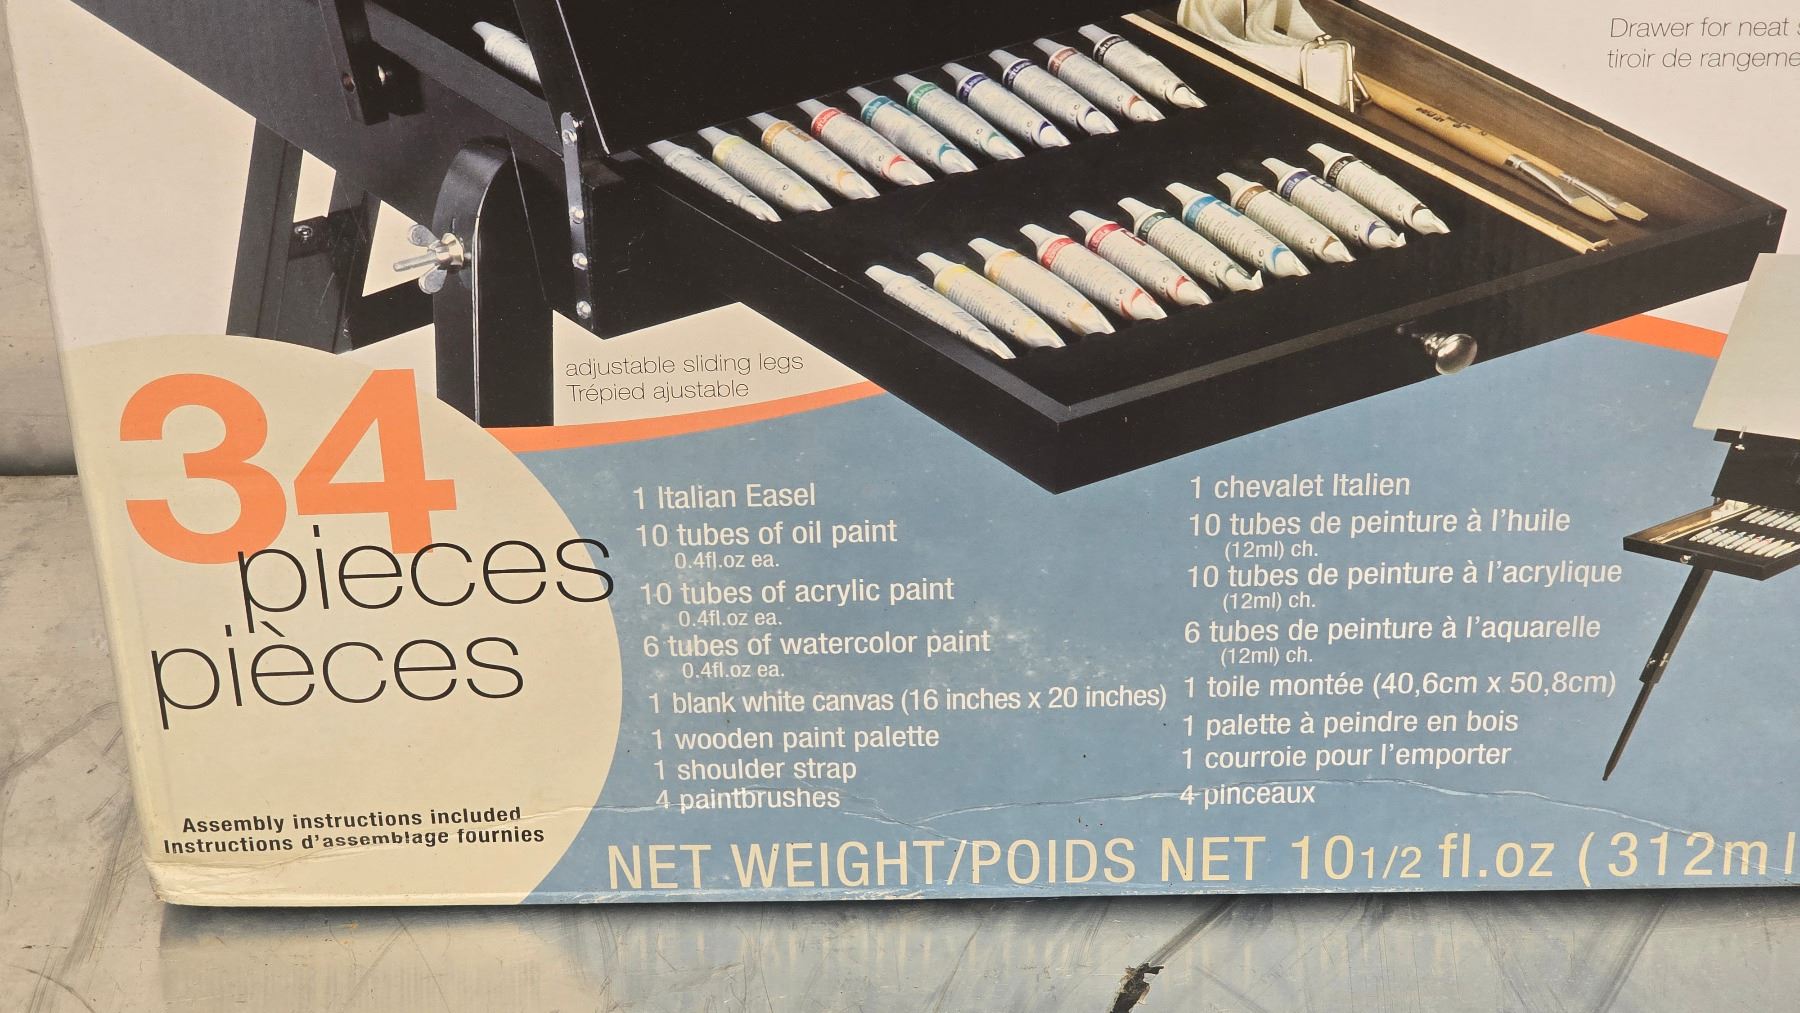 Drawer for neat
tiroir de rangeme
adjustable sliding legs
Trépied ajustable
34
pieces
pièces
Assembly instructions included
Instructions d'assemblage fournies
1 Italian Easel
10 tubes of oil paint
0.4fl.oz ea.
10 tubes of acrylic paint
0.4fl.oz ea.
6 tubes of watercolor paint
0.4fl.oz ea.
1 blank white canvas (16 inches x 20 inches)
1 wooden paint palette
1 shoulder strap
4 paintbrushes
1 chevalet Italien
10 tubes de peinture à l'huile
(12ml) ch.
10 tubes de peinture à l'acrylique
(12ml) ch.
6 tubes de peinture à l'aquarelle
(12ml) ch.
1 toile montée (40,6cm x 50,8cm)
1 palette à peindre en bois
1 courroie pour l'emporter
4 pinceaux
NET WEIGHT/POIDS NET 10 1/2 fl.oz (312ml